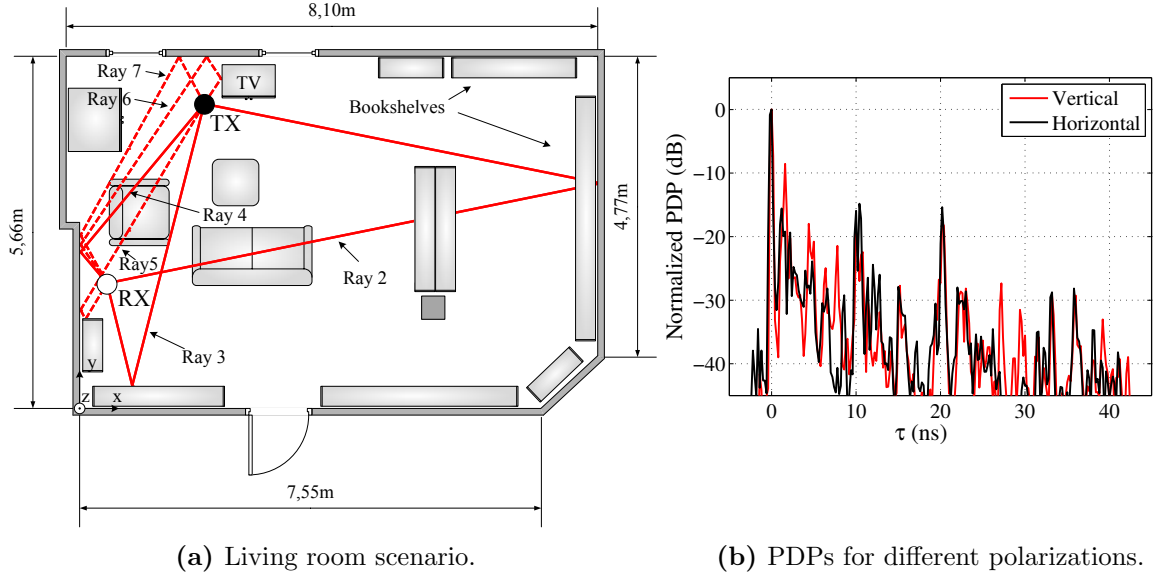 8,10m
Ray 7
Ray 6
TV
TX
Bookshelves
5,66m
4,77m
Ray 4
Ray5
Ray 2
RX
Ray 3
y
z
x
7,55m
(a) Living room scenario.
Normalized PDP (dB)
0
−10
−20
−30
−40
Vertical
Horizontal
0 10 20 30 40
τ (ns)
(b) PDPs for different polarizations.